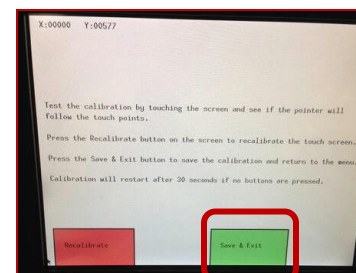 X:00000 Y:00577
Test the calibration by touching the screen and see if the pointer will
follow the touch points.
Press the Recalibrate button on the screen to recalibrate the touch screen.
Press the Save & Exit button to save the calibration and return to the menu.
Calibration will restart after 30 seconds if no buttons are pressed.
Recalibrate
Save & Exit